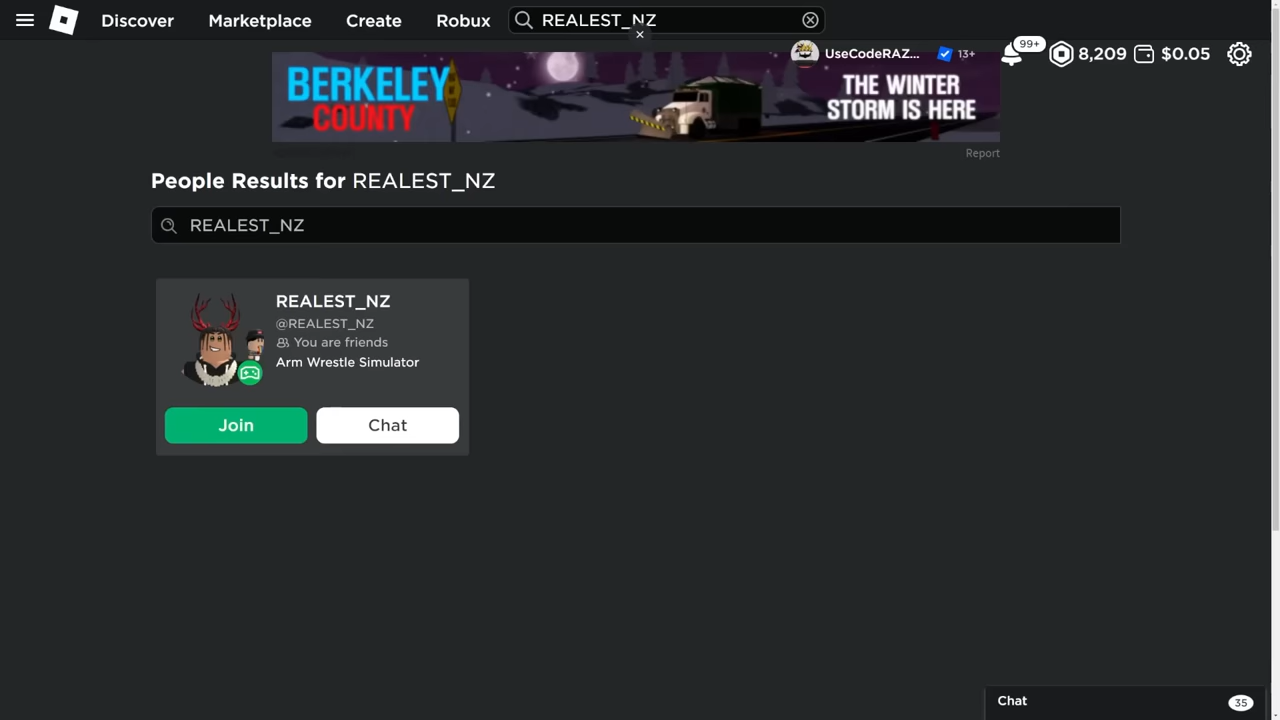 Discover Marketplace Create Robux REALEST_NZ
UseCodeRAZ... 13+ 99+ 8,209 $0.05
BERKELEY
COUNTY
THE WINTER
STORM IS HERE
Report
People Results for REALEST_NZ
REALEST_NZ
REALEST_NZ
@REALEST_NZ
You are friends
Arm Wrestle Simulator
Join Chat
Chat 35